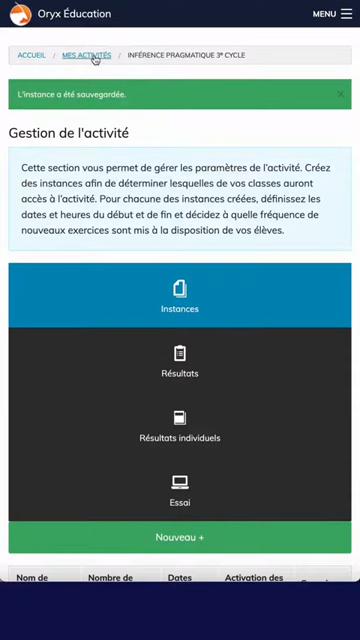 Oryx Éducation
MENU
ACCUEIL / MES ACTIVITÉS / INFÉRENCE PRAGMATIQUE 3ᵉ CYCLE
L'instance a été sauvegardée. ×
Gestion de l'activité
Cette section vous permet de gérer les paramètres de l'activité. Créez
des instances afin de déterminer lesquelles de vos classes auront
accès à l'activité. Pour chacune des instances créées, définissez les
dates et heures du début et de fin et décidez à quelle fréquence de
nouveaux exercices sont mis à la disposition de vos élèves.
Instances
Résultats
Résultats individuels
Essai
Nouveau +
Nom de
Nombre de
Dates
Activation des